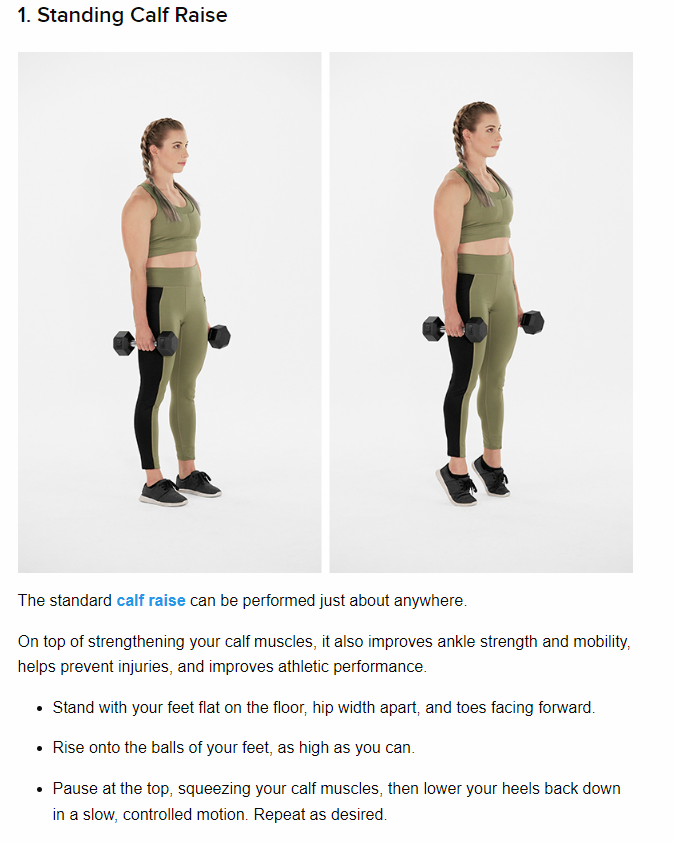 1. Standing Calf Raise
The standard calf raise can be performed just about anywhere.
On top of strengthening your calf muscles, it also improves ankle strength and mobility,
helps prevent injuries, and improves athletic performance.
• Stand with your feet flat on the floor, hip width apart, and toes facing forward.
• Rise onto the balls of your feet, as high as you can.
• Pause at the top, squeezing your calf muscles, then lower your heels back down
in a slow, controlled motion. Repeat as desired.